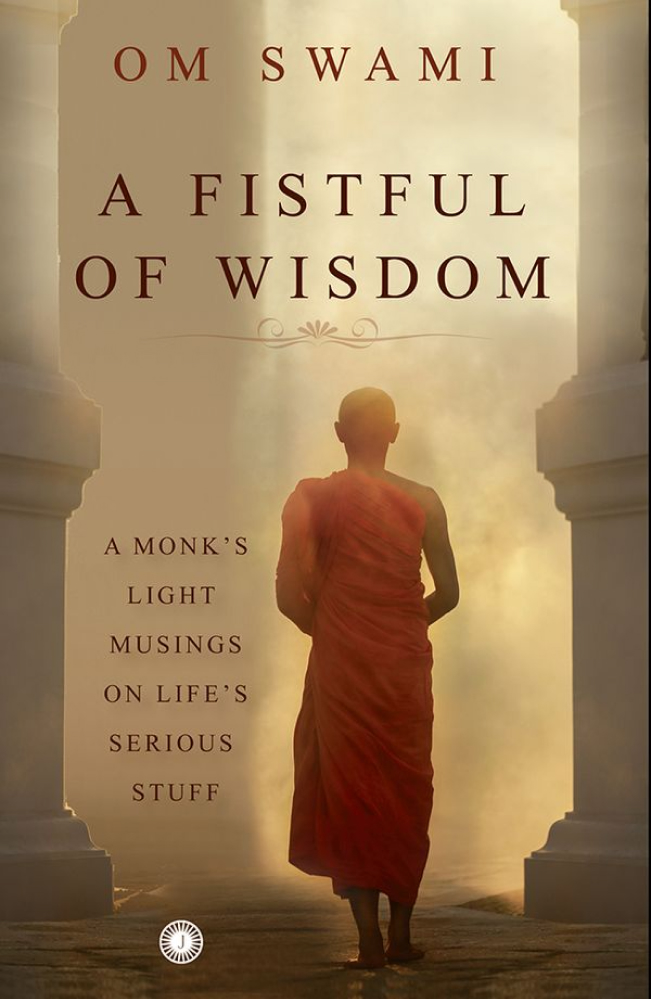 OM SWAMI
A FISTFUL
OF WISDOM
A MONK'S
LIGHT
MUSINGS
ON LIFE'S
SERIOUS
STUFF
J